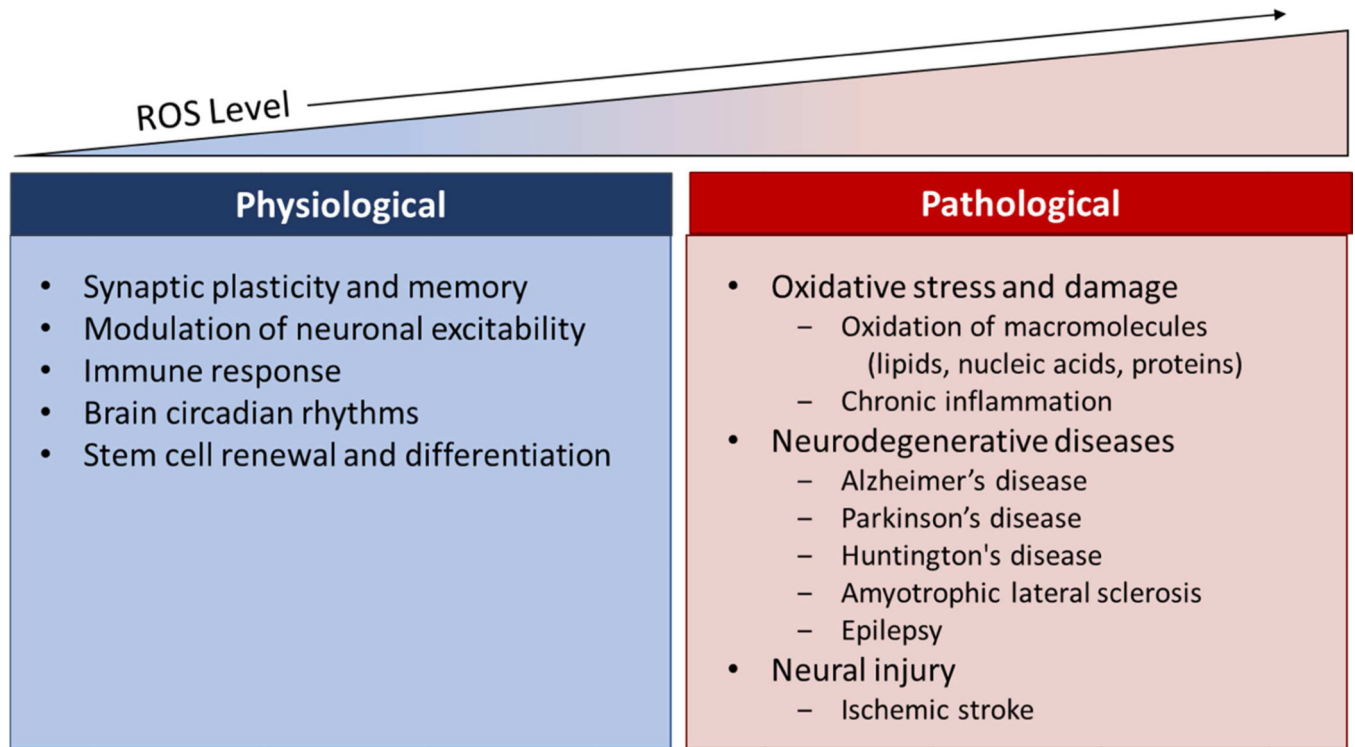 ROS Level
Physiological
• Synaptic plasticity and memory
• Modulation of neuronal excitability
• Immune response
• Brain circadian rhythms
• Stem cell renewal and differentiation
Pathological
• Oxidative stress and damage
– Oxidation of macromolecules
(lipids, nucleic acids, proteins)
– Chronic inflammation
• Neurodegenerative diseases
– Alzheimer’s disease
– Parkinson’s disease
– Huntington's disease
– Amyotrophic lateral sclerosis
– Epilepsy
• Neural injury
– Ischemic stroke